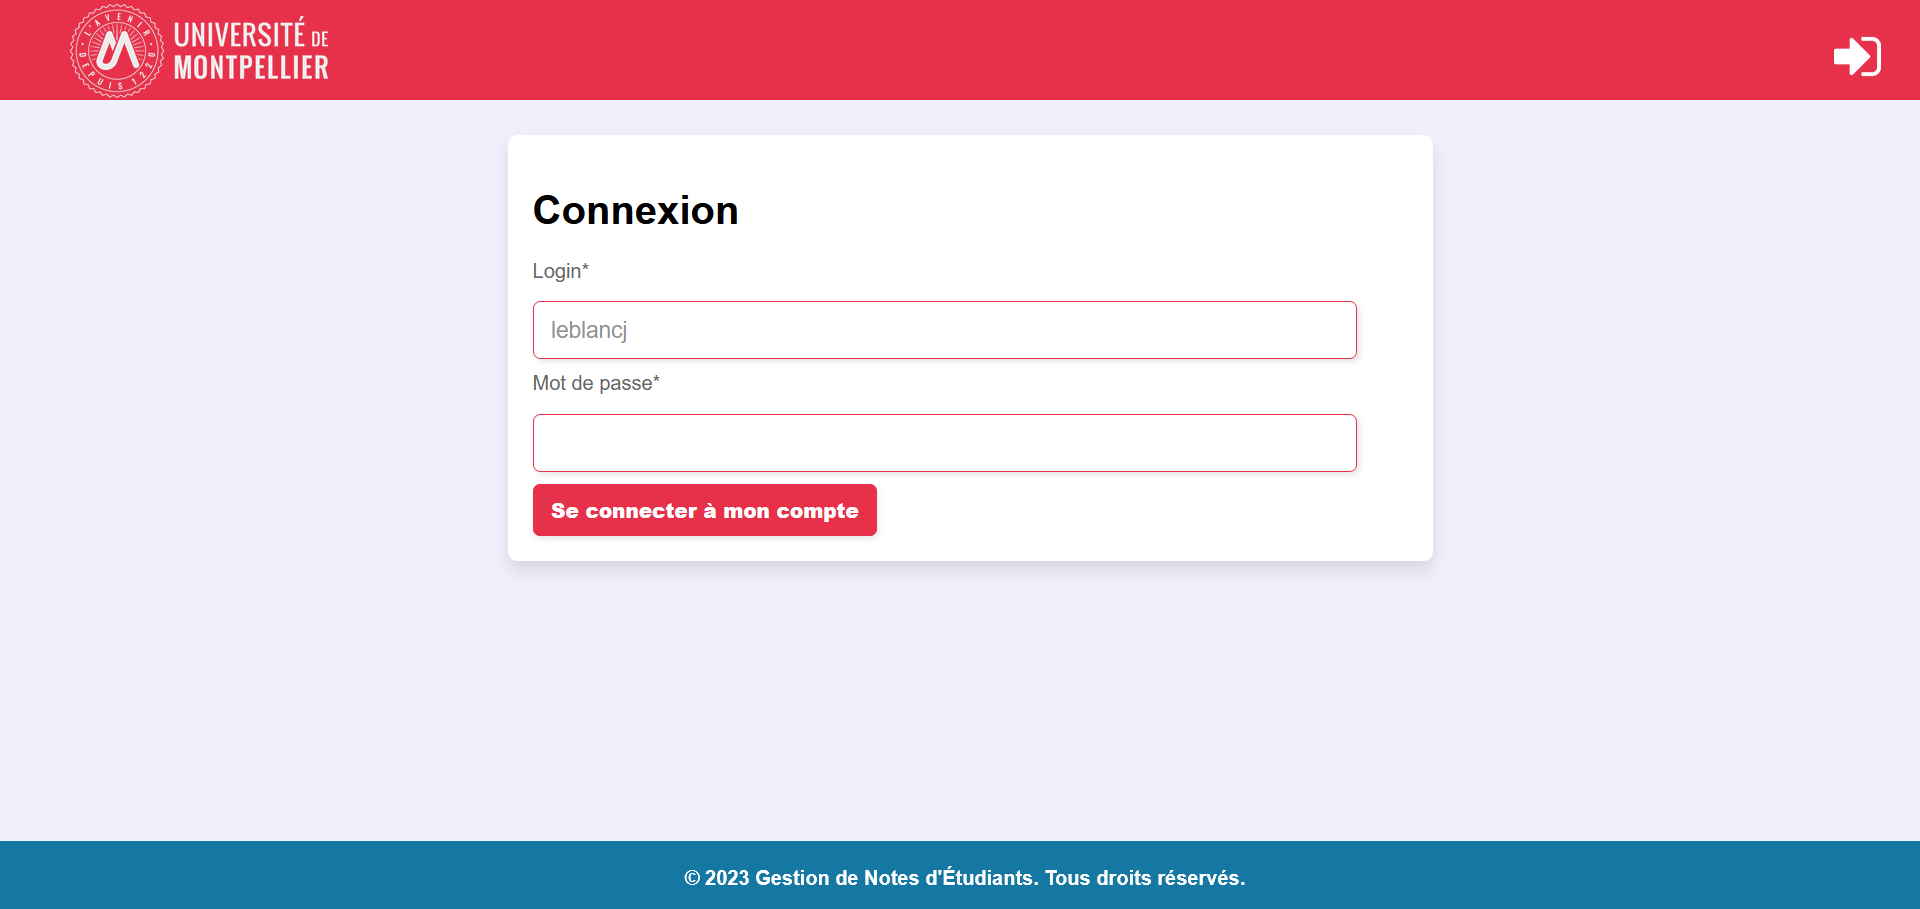 L'AVENIR
DEPUIS 1220
UNIVERSITÉ DE
MONTPELLIER
Connexion
Login*
leblancj
Mot de passe*
Se connecter à mon compte
© 2023 Gestion de Notes d'Étudiants. Tous droits réservés.